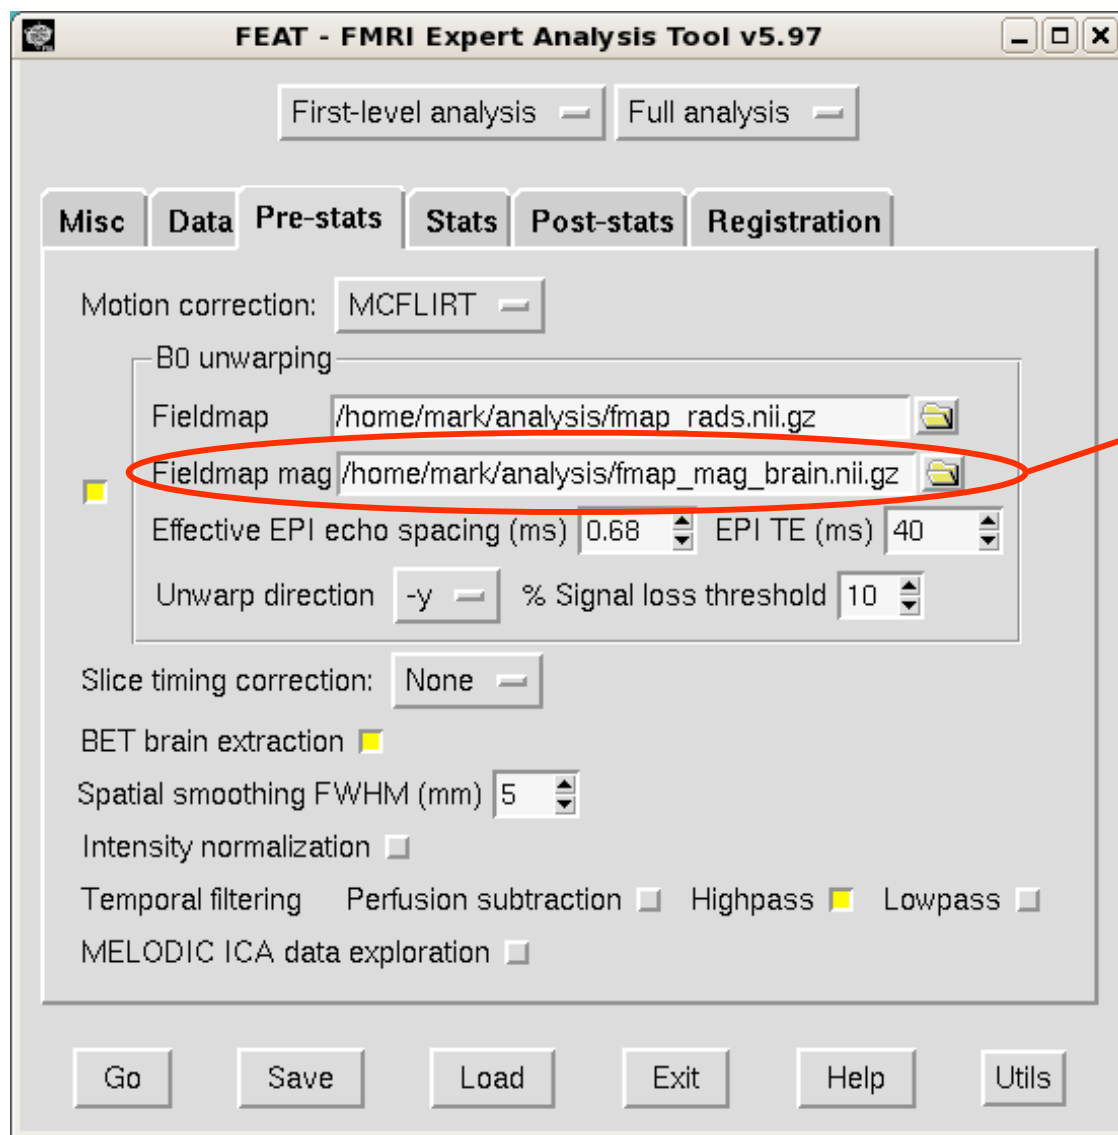 FEAT - FMRI Expert Analysis Tool v5.97
First-level analysis Full analysis
Misc Data Pre-stats Stats Post-stats Registration
Motion correction: MCFLIRT
B0 unwarping
Fieldmap /home/mark/analysis/fmap_rads.nii.gz
Fieldmap mag /home/mark/analysis/fmap_mag_brain.nii.gz
Effective EPI echo spacing (ms) 0.68 EPI TE (ms) 40
Unwarp direction -y % Signal loss threshold 10
Slice timing correction: None
BET brain extraction
Spatial smoothing FWHM (mm) 5
Intensity normalization
Temporal filtering Perfusion subtraction Highpass Lowpass
MELODIC ICA data exploration
Go Save Load Exit Help Utils